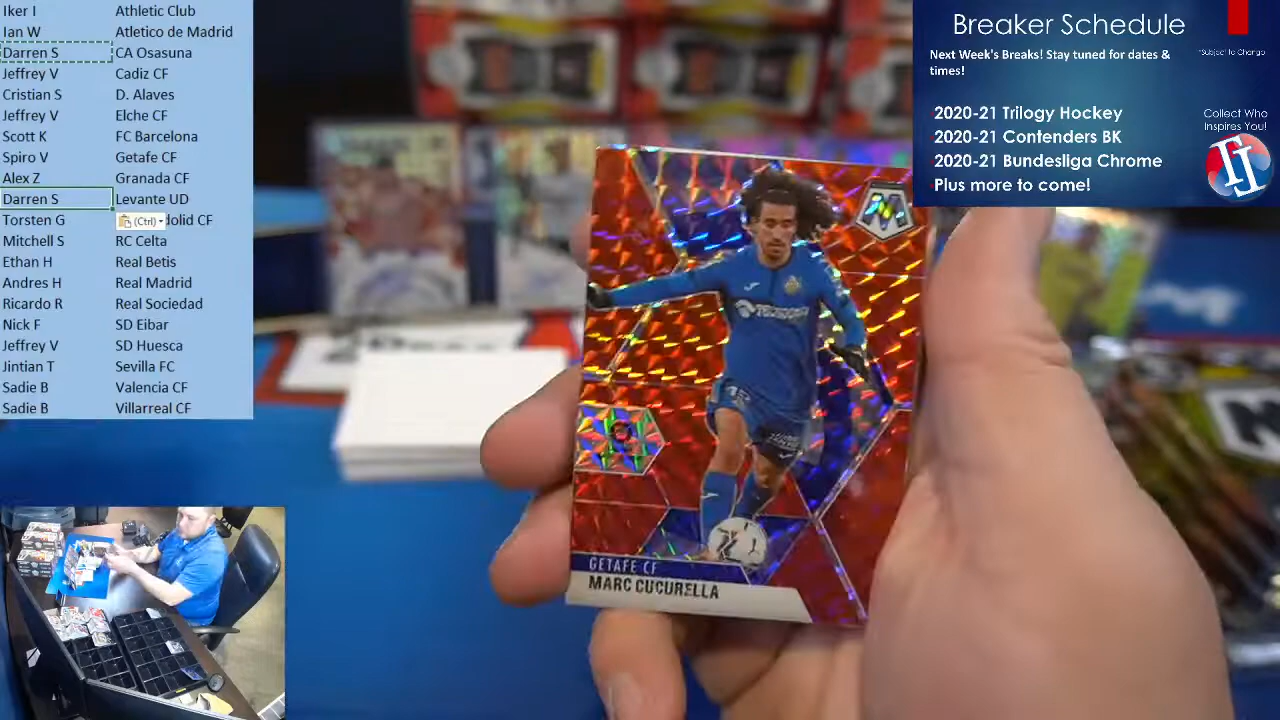 Iker I Athletic Club
Ian W Atletico de Madrid
Darren S CA Osasuna
Jeffrey V Cadiz CF
Cristian S D. Alaves
Jeffrey V Elche CF
Scott K FC Barcelona
Spiro V Getafe CF
Alex Z Granada CF
Darren S Levante UD
Torsten G (Ctrl) dolid CF
Mitchell S RC Celta
Ethan H Real Betis
Andres H Real Madrid
Ricardo R Real Sociedad
Nick F SD Eibar
Jeffrey V SD Huesca
Jintian T Sevilla FC
Sadie B Valencia CF
Sadie B Villarreal CF
Breaker Schedule
*Subject to Change
Next Week's Breaks! Stay tuned for dates &
times!
2020-21 Trilogy Hockey
2020-21 Contenders BK
2020-21 Bundesliga Chrome
Plus more to come!
Collect Who
Inspires You!
GETAFE CF
MARC CUCURELLA